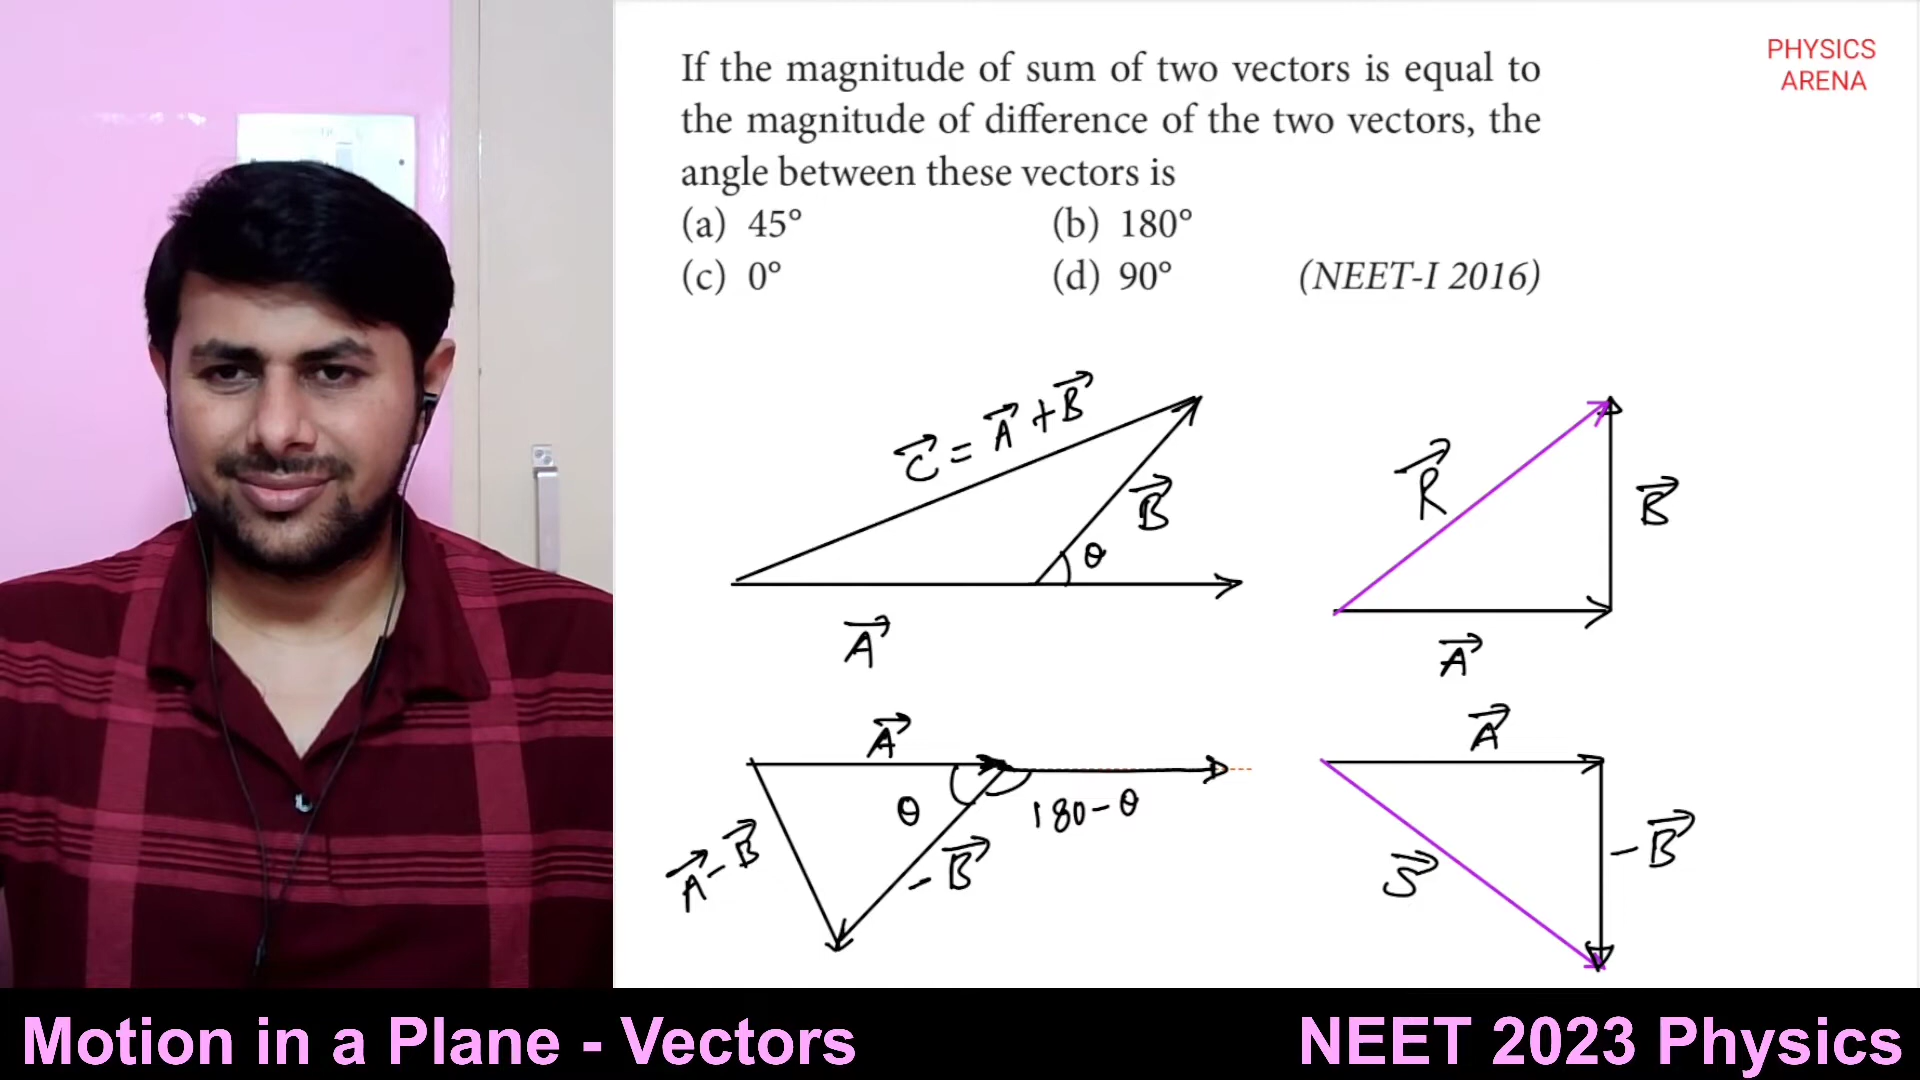 If the magnitude of sum of two vectors is equal to
the magnitude of difference of the two vectors, the
angle between these vectors is
(a) 45° (b) 180°
(c) 0° (d) 90° (NEET-I 2016)
PHYSICS
ARENA
C⃗ = A⃗ + B⃗
B⃗
θ
A⃗
R⃗
B⃗
A⃗
A⃗
θ
180 - θ
A⃗ - B⃗
- B⃗
A⃗
S⃗
- B⃗
Motion in a Plane - Vectors
NEET 2023 Physics